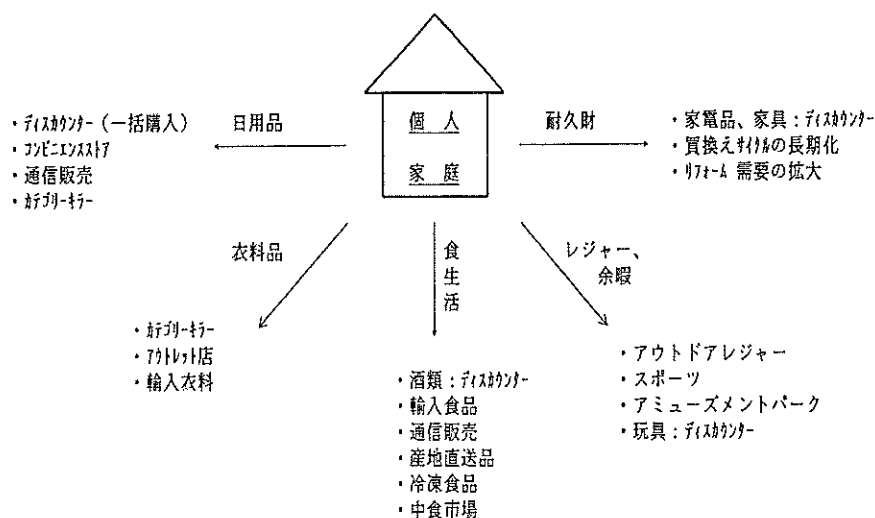 個人
家庭
日用品
・ディスカウンター（一括購入）
・コンビニエンスストア
・通信販売
・カテゴリーキラー
耐久財
・家電品、家具：ディスカウンター
・買換えサイクルの長期化
・リフォーム 需要の拡大
衣料品
・カテゴリーキラー
・アウトレット店
・輸入衣料
食生活
・酒類：ディスカウンター
・輸入食品
・通信販売
・産地直送品
・冷凍食品
・中食市場
レジャー、
余暇
・アウトドアレジャー
・スポーツ
・アミューズメントパーク
・玩具：ディスカウンター